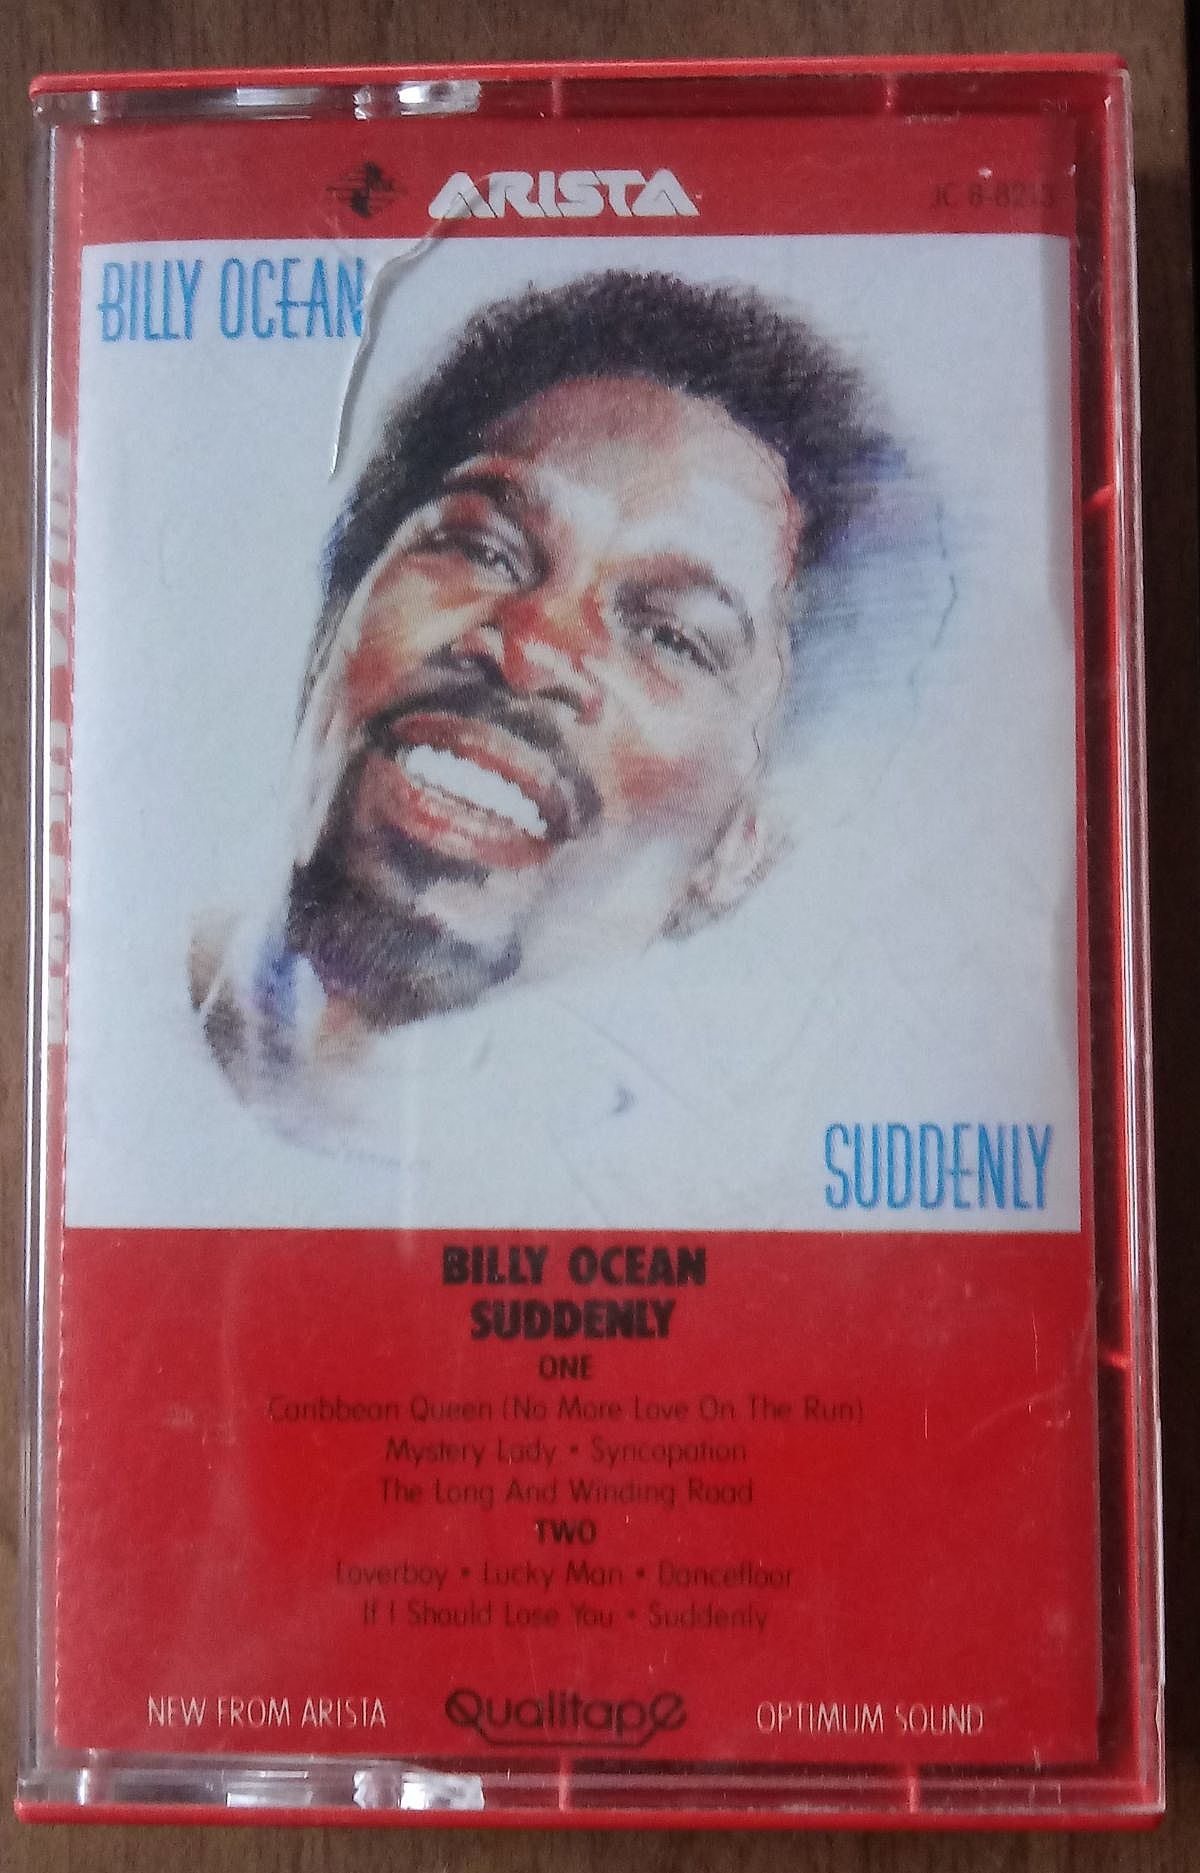 ARISTA
BILLY OCEAN
SUDDENLY
BILLY OCEAN
SUDDENLY
ONE
Caribbean Queen (No More Love On The Run)
Mystery Lady • Syncopation
The Long And Winding Road
TWO
Loverboy • Lucky Man • Dancefloor
If I Should Lose You • Suddenly
NEW FROM ARISTA Qualitape OPTIMUM SOUND